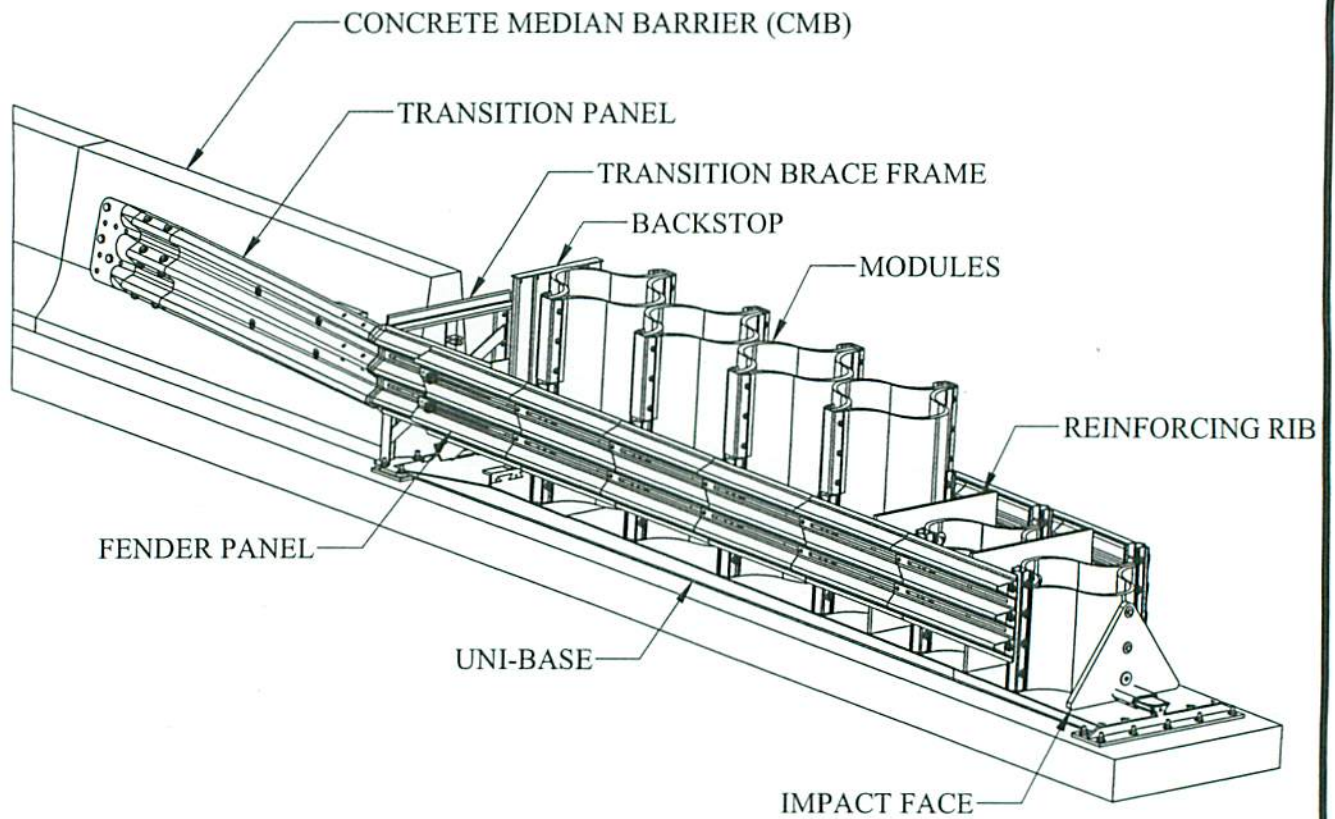 CONCRETE MEDIAN BARRIER (CMB)
TRANSITION PANEL
TRANSITION BRACE FRAME
BACKSTOP
MODULES
REINFORCING RIB
FENDER PANEL
UNI-BASE
IMPACT FACE